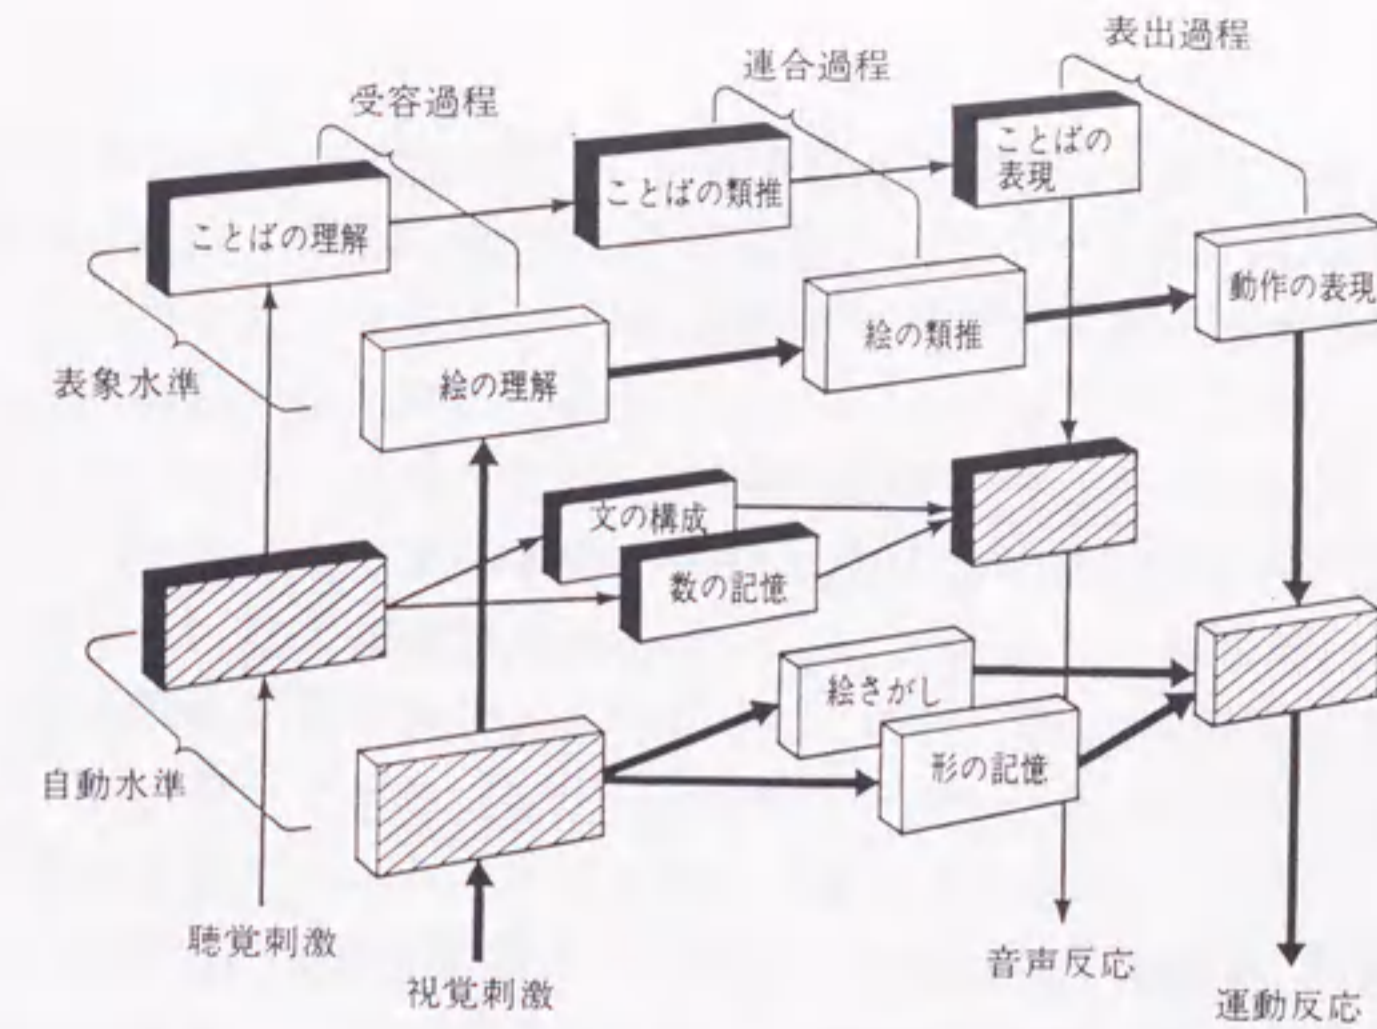 表出過程
連合過程
受容過程
ことばの
表現
ことばの類推
ことばの理解
動作の表現
絵の類推
絵の理解
表象水準
文の構成
数の記憶
絵さがし
形の記憶
自動水準
聴覚刺激
視覚刺激
音声反応
運動反応